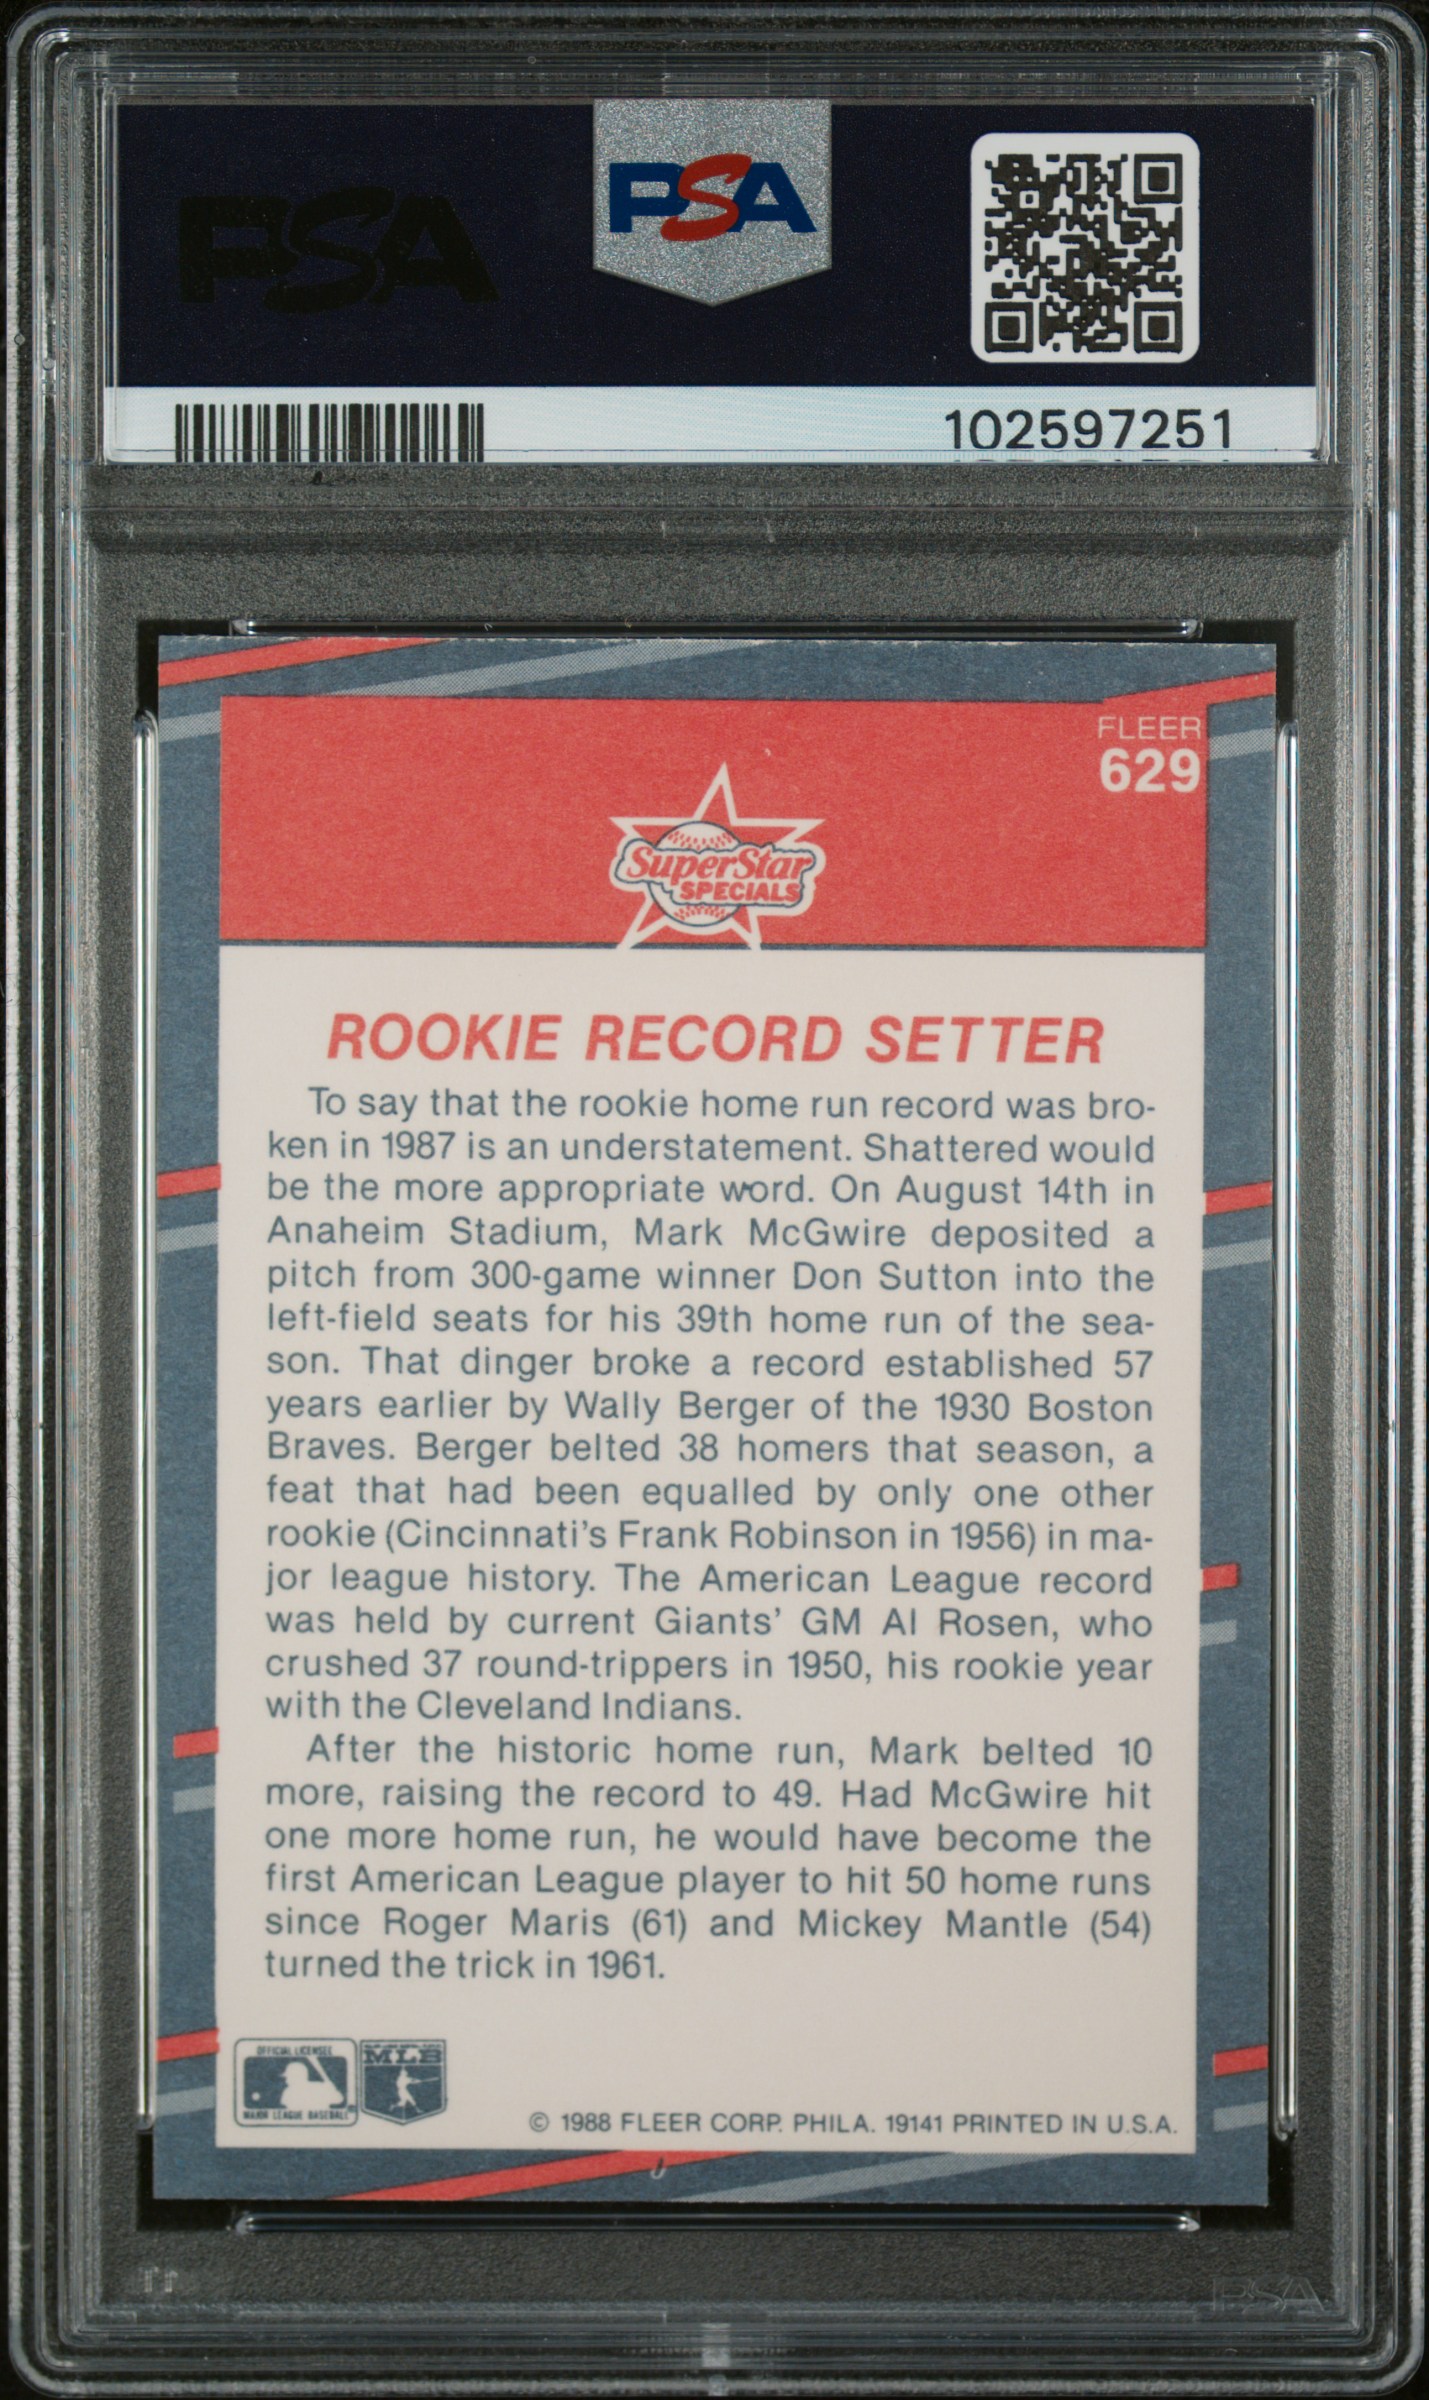 PSA
PSA
102597251
FLEER
629
SuperStar
SPECIALS
ROOKIE RECORD SETTER
To say that the rookie home run record was bro-
ken in 1987 is an understatement. Shattered would
be the more appropriate word. On August 14th in
Anaheim Stadium, Mark McGwire deposited a
pitch from 300-game winner Don Sutton into the
left-field seats for his 39th home run of the sea-
son. That dinger broke a record established 57
years earlier by Wally Berger of the 1930 Boston
Braves. Berger belted 38 homers that season, a
feat that had been equalled by only one other
rookie (Cincinnati's Frank Robinson in 1956) in ma-
jor league history. The American League record
was held by current Giants' GM Al Rosen, who
crushed 37 round-trippers in 1950, his rookie year
with the Cleveland Indians.
After the historic home run, Mark belted 10
more, raising the record to 49. Had McGwire hit
one more home run, he would have become the
first American League player to hit 50 home runs
since Roger Maris (61) and Mickey Mantle (54)
turned the trick in 1961.
OFFICIAL LICENSEE
MAJOR LEAGUE BASEBALL
MLB
© 1988 FLEER CORP. PHILA. 19141 PRINTED IN U.S.A.
PSA